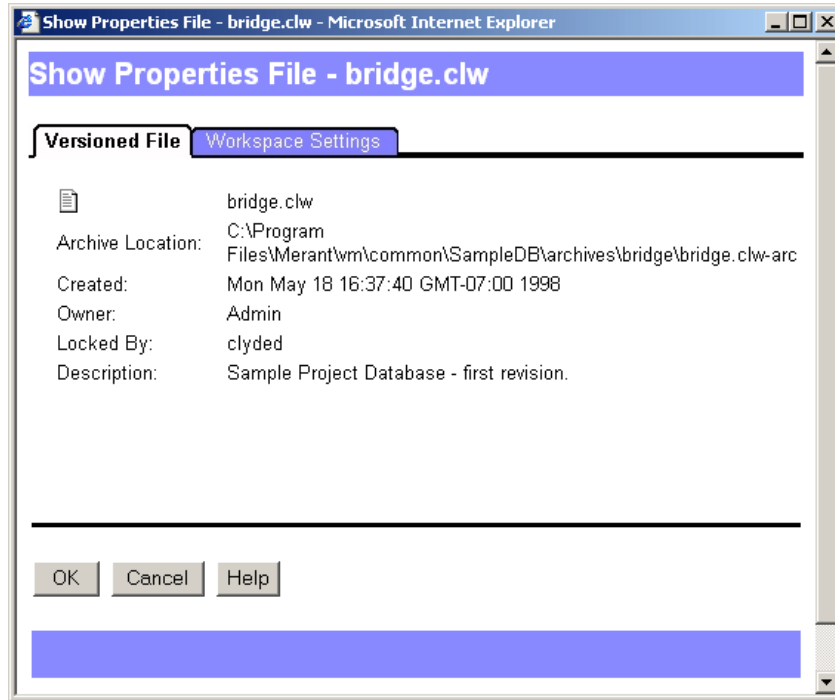 Show Properties File - bridge.clw - Microsoft Internet Explorer
Show Properties File - bridge.clw
Versioned File Workspace Settings
bridge.clw
Archive Location: C:\Program
Files\Merant\vm\common\SampleDB\archives\bridge\bridge.clw-arc
Created: Mon May 18 16:37:40 GMT-07:00 1998
Owner: Admin
Locked By: clyded
Description: Sample Project Database - first revision.
OK Cancel Help